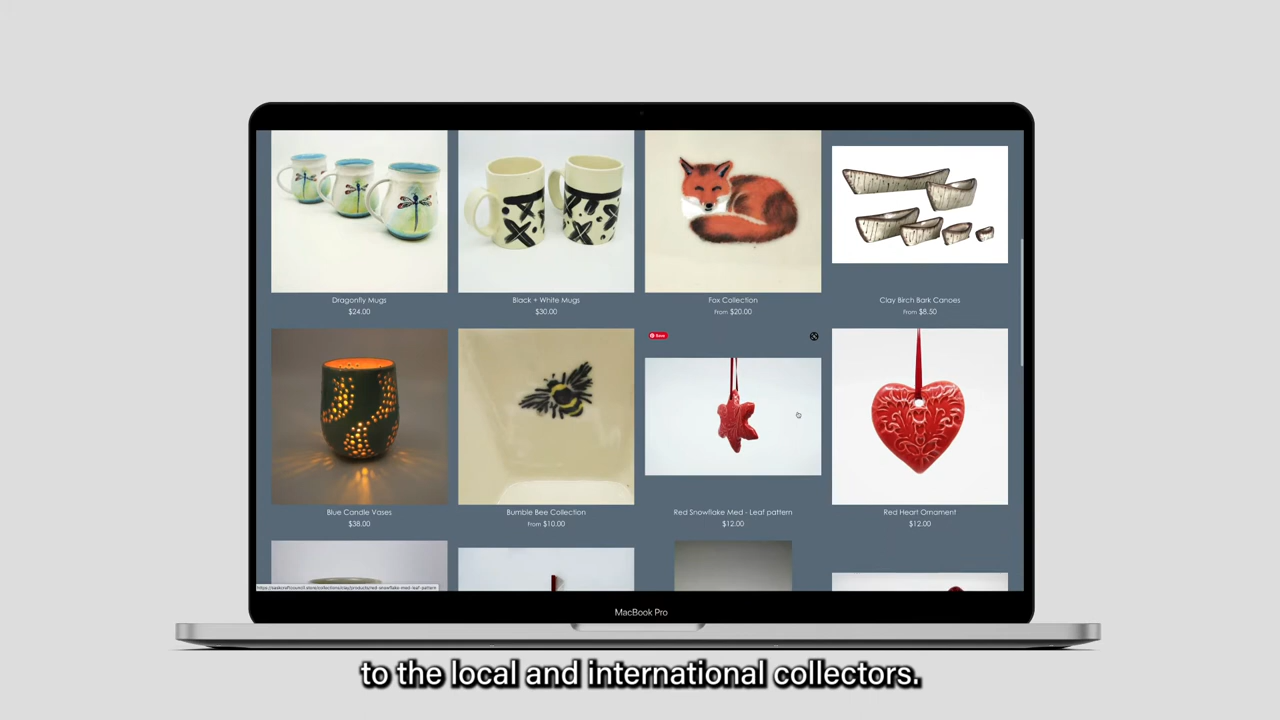 Dragonfly Mugs
$24.00
Black + White Mugs
$30.00
Fox Collection
From $20.00
Clay Birch Bark Canoes
From $8.50
Save
Blue Candle Vases
$38.00
Bumble Bee Collection
From $10.00
Red Snowflake Med - Leaf pattern
$12.00
Red Heart Ornament
$12.00
MacBook Pro
to the local and international collectors.